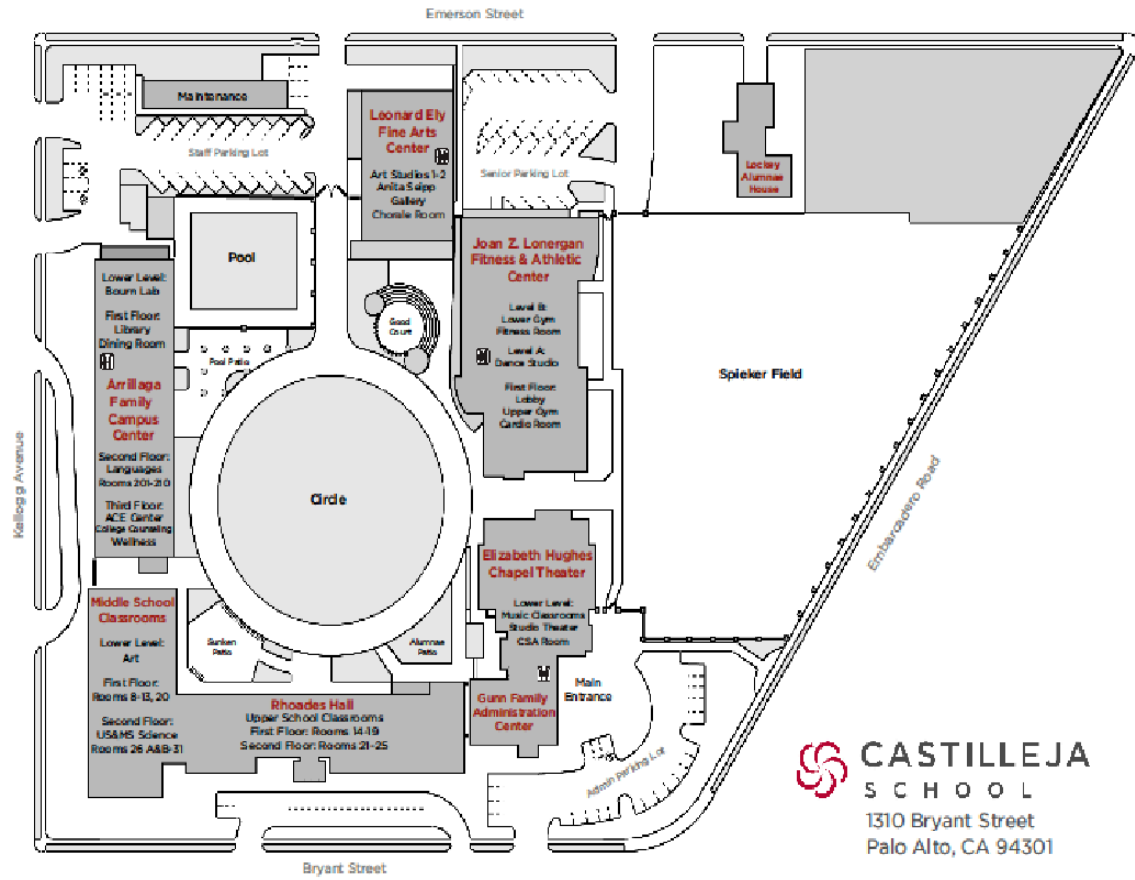 Emerson Street
Maintenance
Staff Parking Lot
Leonard Ely
Fine Arts
Center
Art Studios 1-2
Anita Seipp
Gallery
Chorale Room
Senior Parking Lot
Lockey
Alumnae
House
Pool
Joan Z. Lonergan
Fitness & Athletic
Center
Level B:
Lower Gym
Fitness Room
Level A:
Dance Studio
First Floor:
Lobby
Upper Gym
Cardio Room
Lower Level:
Bourn Lab
First Floor:
Library
Dining Room
Arrillaga
Family
Campus
Center
Second Floor:
Languages
Rooms 201-210
Third Floor:
ACE Center
College Counseling
Wellness
Pool Patio
Good
Court
Spieker Field
Kellogg Avenue
Circle
Embarcadero Road
Elizabeth Hughes
Chapel Theater
Lower Level:
Music Classrooms
Studio Theater
CSA Room
Middle School
Classrooms
Lower Level:
Art
First Floor:
Rooms 8-13, 20
Second Floor:
US&MS Science
Rooms 26 A&B-31
Sunken
Patio
Alumnae
Patio
Rhoades Hall
Upper School Classrooms
First Floor: Rooms 14-19
Second Floor: Rooms 21-25
Gunn Family
Administration
Center
Main
Entrance
Admin Parking Lot
Bryant Street
CASTILLEJA
SCHOOL
1310 Bryant Street
Palo Alto, CA 94301